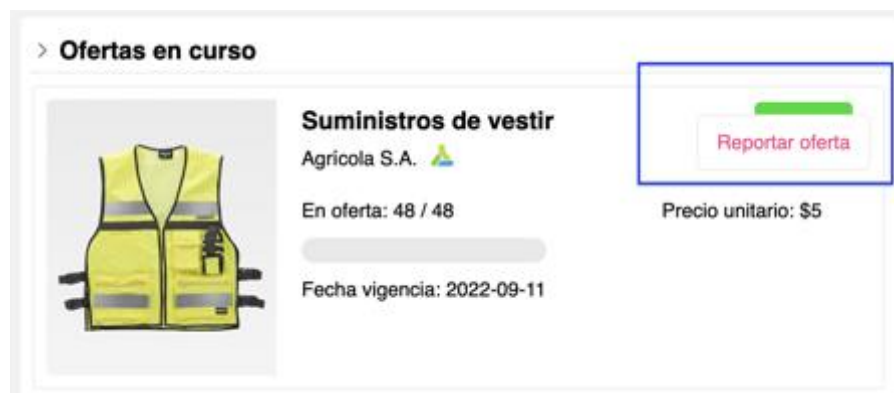 Ofertas en curso
Suministros de vestir
Reportar oferta
Agrícola S.A.
En oferta: 48 / 48
Precio unitario: $5
Fecha vigencia: 2022-09-11